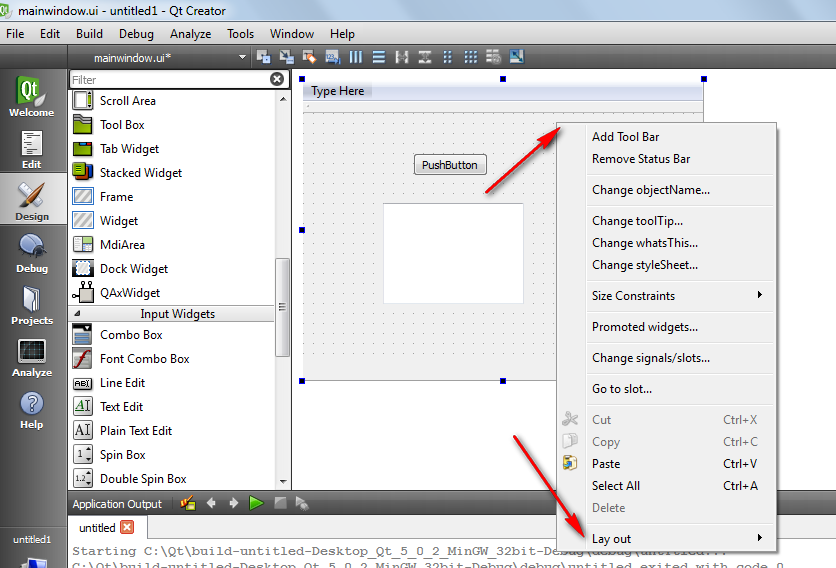 mainwindow.ui - untitled1 - Qt Creator
File Edit Build Debug Analyze Tools Window Help
mainwindow.ui*
Welcome
Edit
Design
Debug
Projects
Analyze
Help
untitled1
Filter
Scroll Area
Tool Box
Tab Widget
Stacked Widget
Frame
Widget
MdiArea
Dock Widget
QAxWidget
Input Widgets
Combo Box
Font Combo Box
Line Edit
Text Edit
Plain Text Edit
Spin Box
Double Spin Box
Type Here
PushButton
Add Tool Bar
Remove Status Bar
Change objectName...
Change toolTip...
Change whatsThis...
Change styleSheet...
Size Constraints
Promoted widgets...
Change signals/slots...
Go to slot...
Cut Ctrl+X
Copy Ctrl+C
Paste Ctrl+V
Select All Ctrl+A
Delete
Lay out
Application Output
untitled
Starting C:\Qt\build-untitled-Desktop_Qt_5_0_2_MinGW_32bit-Debug\debug\untitled...
C:\Qt\build-untitled-Desktop_Qt_5_0_2_MinGW_32bit-Debug\debug\untitled exited with code 0